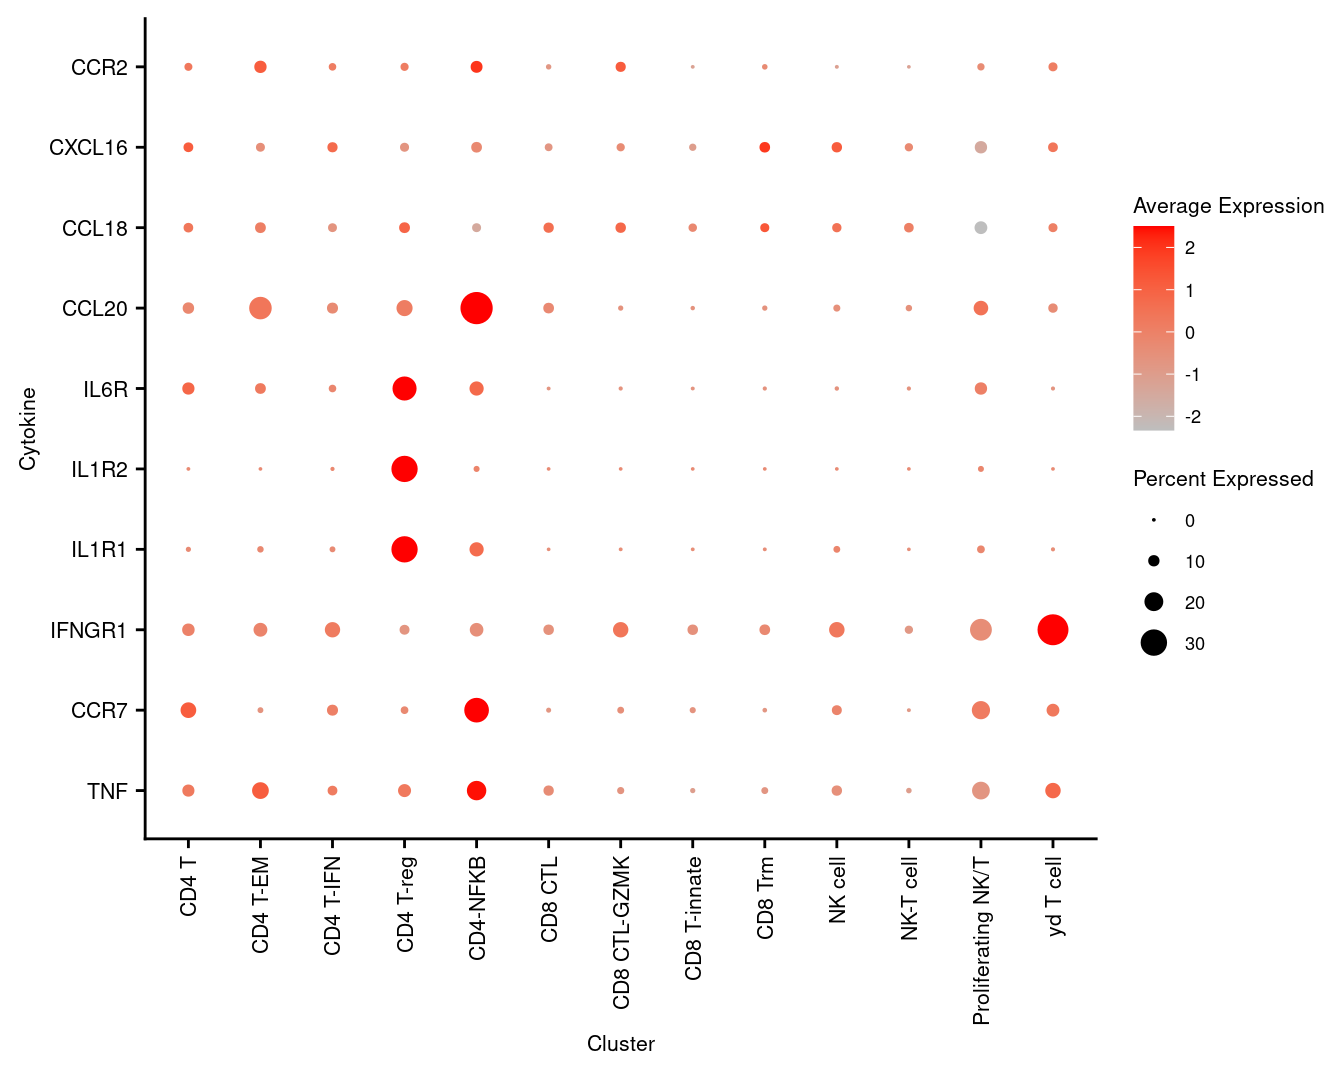 CCR2
CXCL16
CCL18
CCL20
IL6R
IL1R2
IL1R1
IFNGR1
CCR7
TNF
Cytokine
CD4 T
CD4 T-EM
CD4 T-IFN
CD4 T-reg
CD4-NFKB
CD8 CTL
CD8 CTL-GZMK
CD8 T-innate
CD8 Trm
NK cell
NK-T cell
Proliferating NK/T
yd T cell
Cluster
Average Expression
2
1
0
-1
-2
Percent Expressed
0
10
20
30